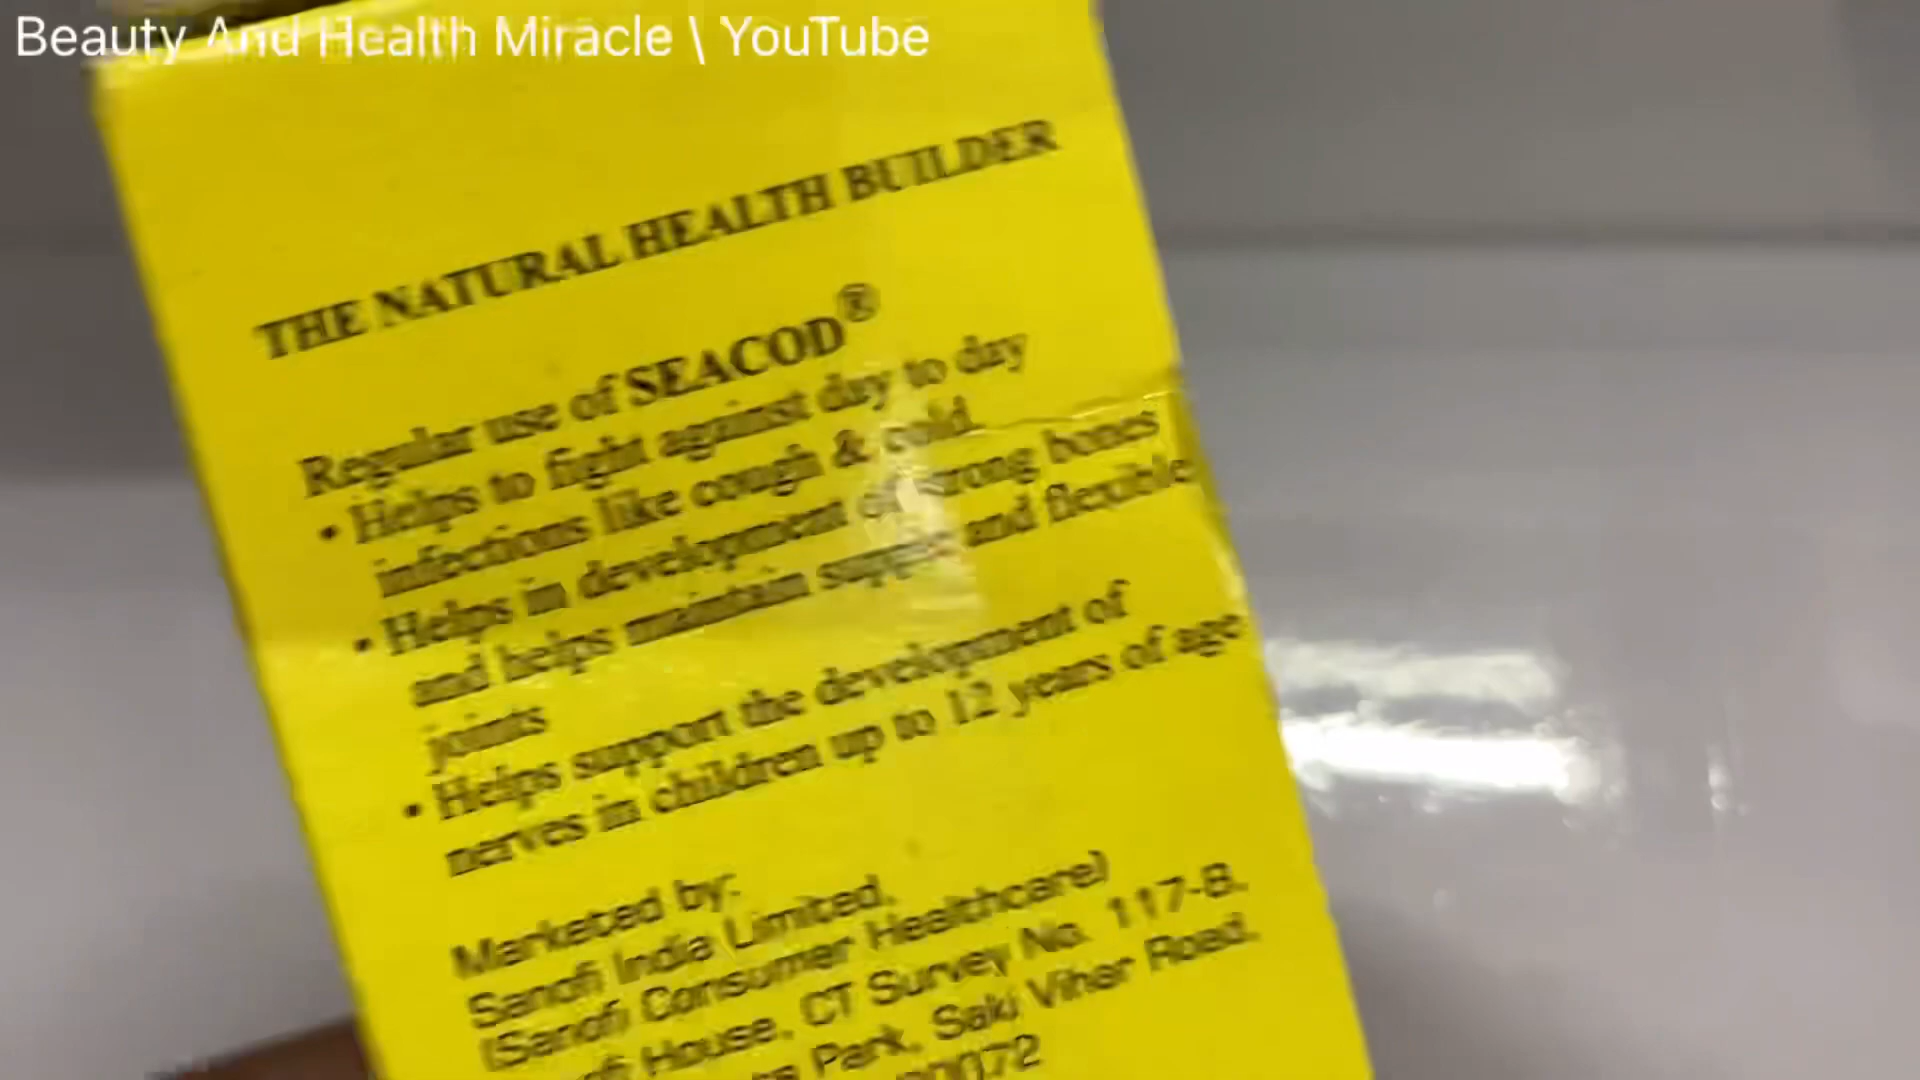 Beauty And Health Miracle \ YouTube
THE NATURAL HEALTH BUILDER
Regular use of SEACOD®
• Helps to fight against day to day
infections like cough & cold.
• Helps in development of strong bones
and helps maintain supple and flexible
joints
• Helps support the development of
nerves in children up to 12 years of age
Marketed by:
Sanofi India Limited,
(Sanofi Consumer Healthcare)
House, CT Survey No. 117-B,
Park, Saki Vihar Road,